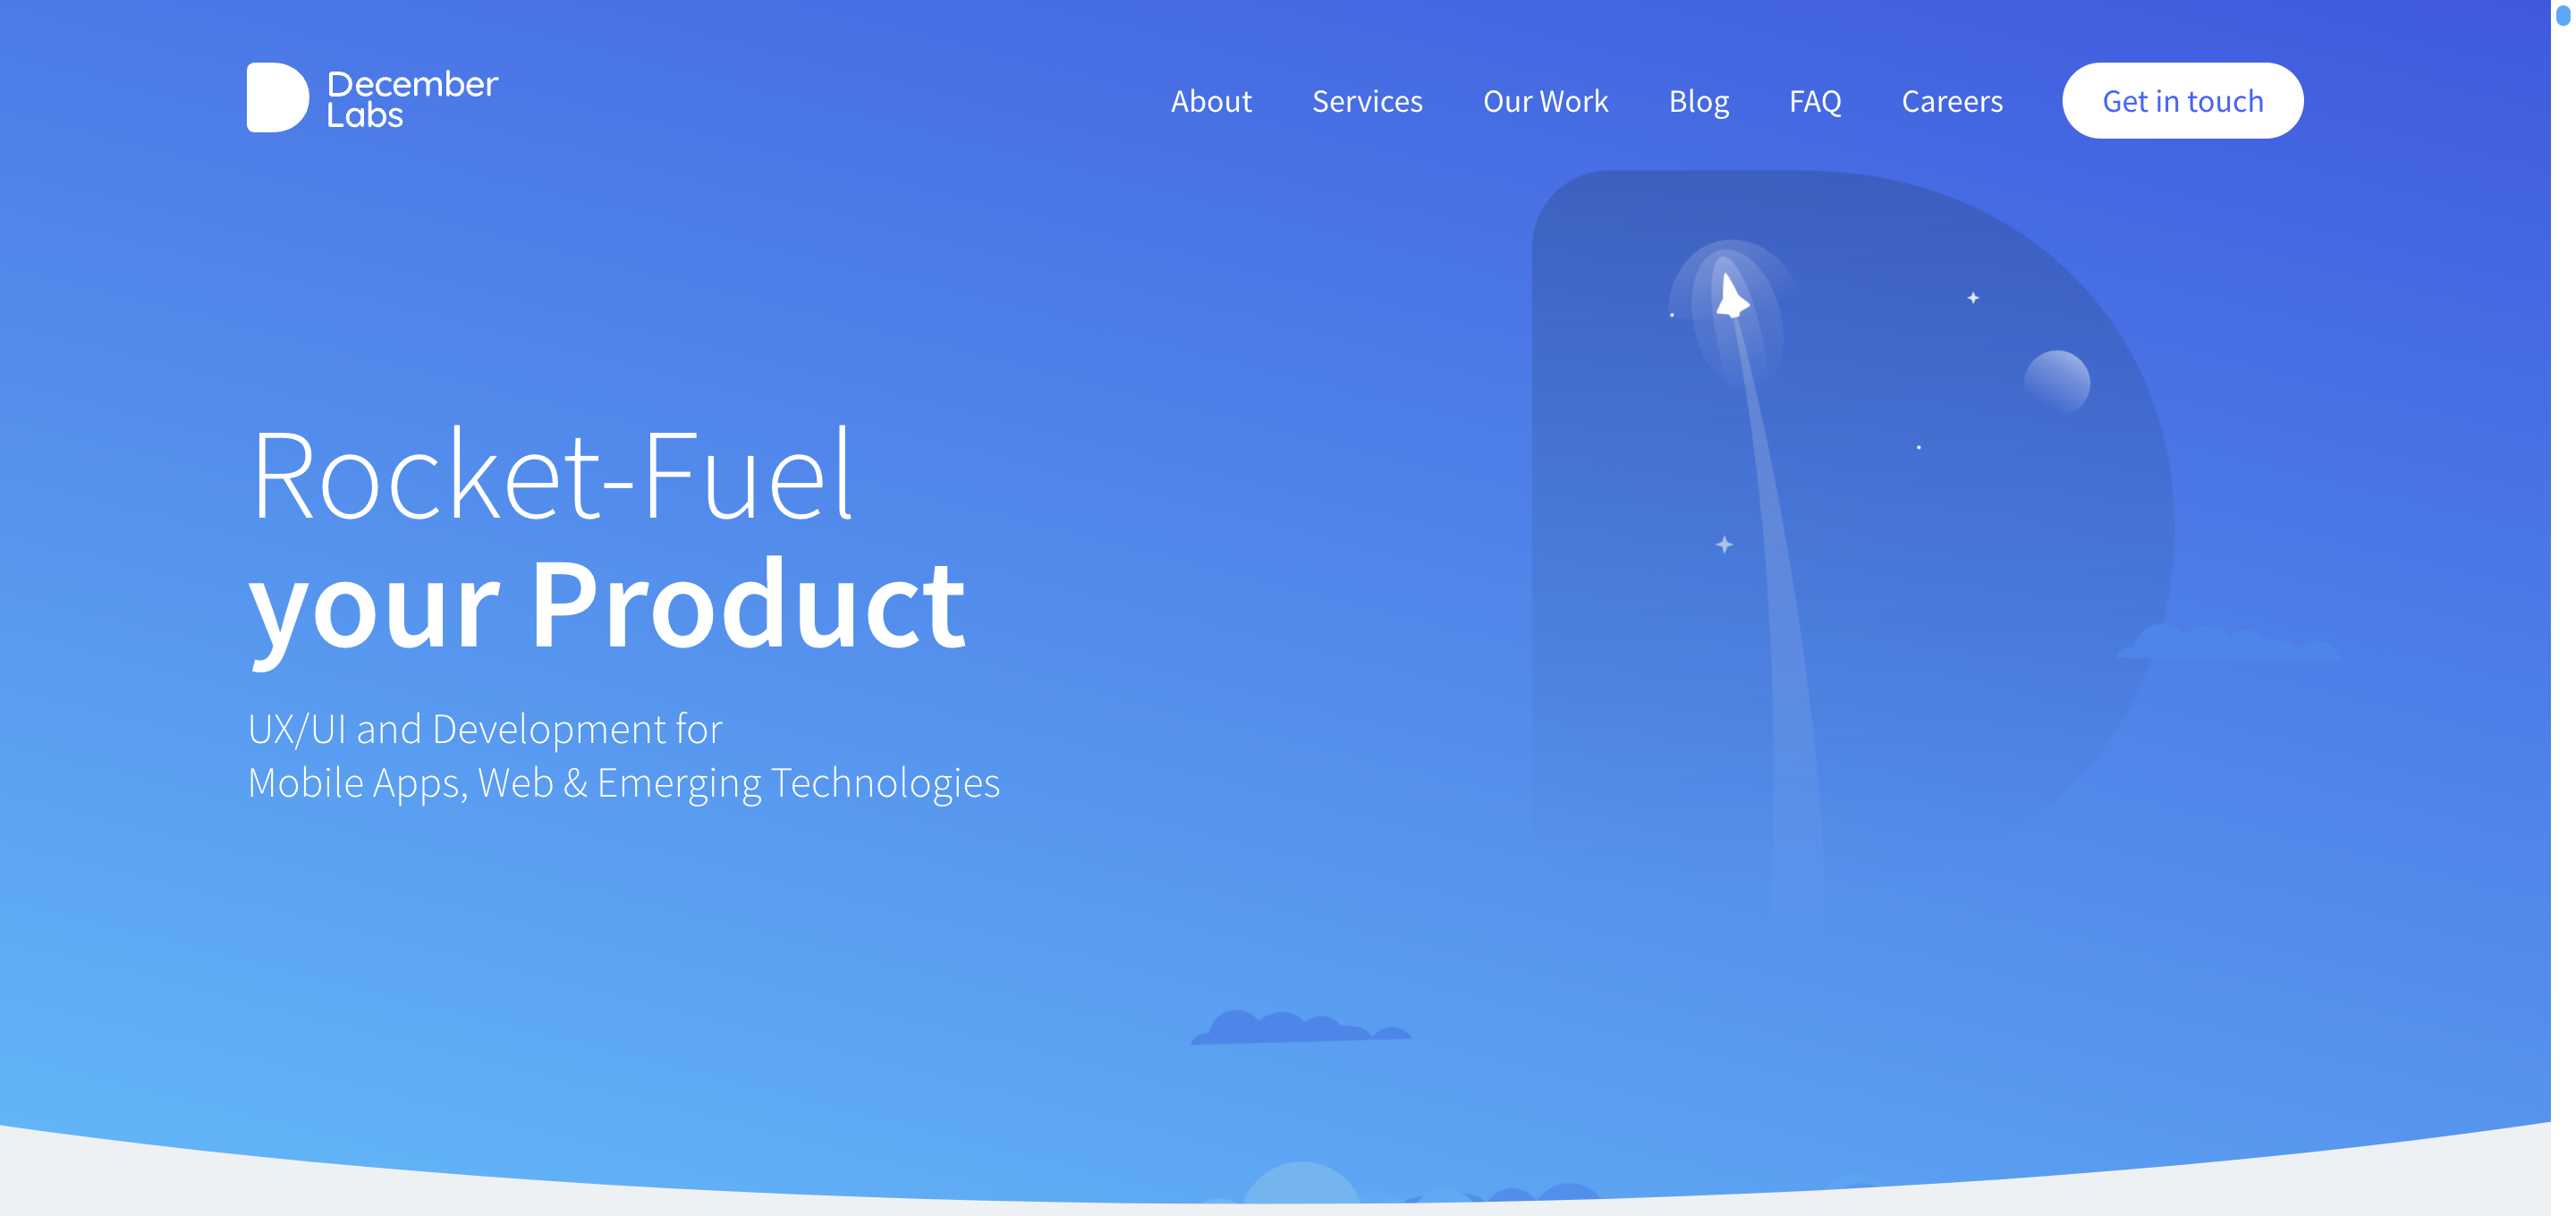 December
Labs
About Services Our Work Blog FAQ Careers Get in touch
Rocket-Fuel
your Product
UX/UI and Development for
Mobile Apps, Web & Emerging Technologies